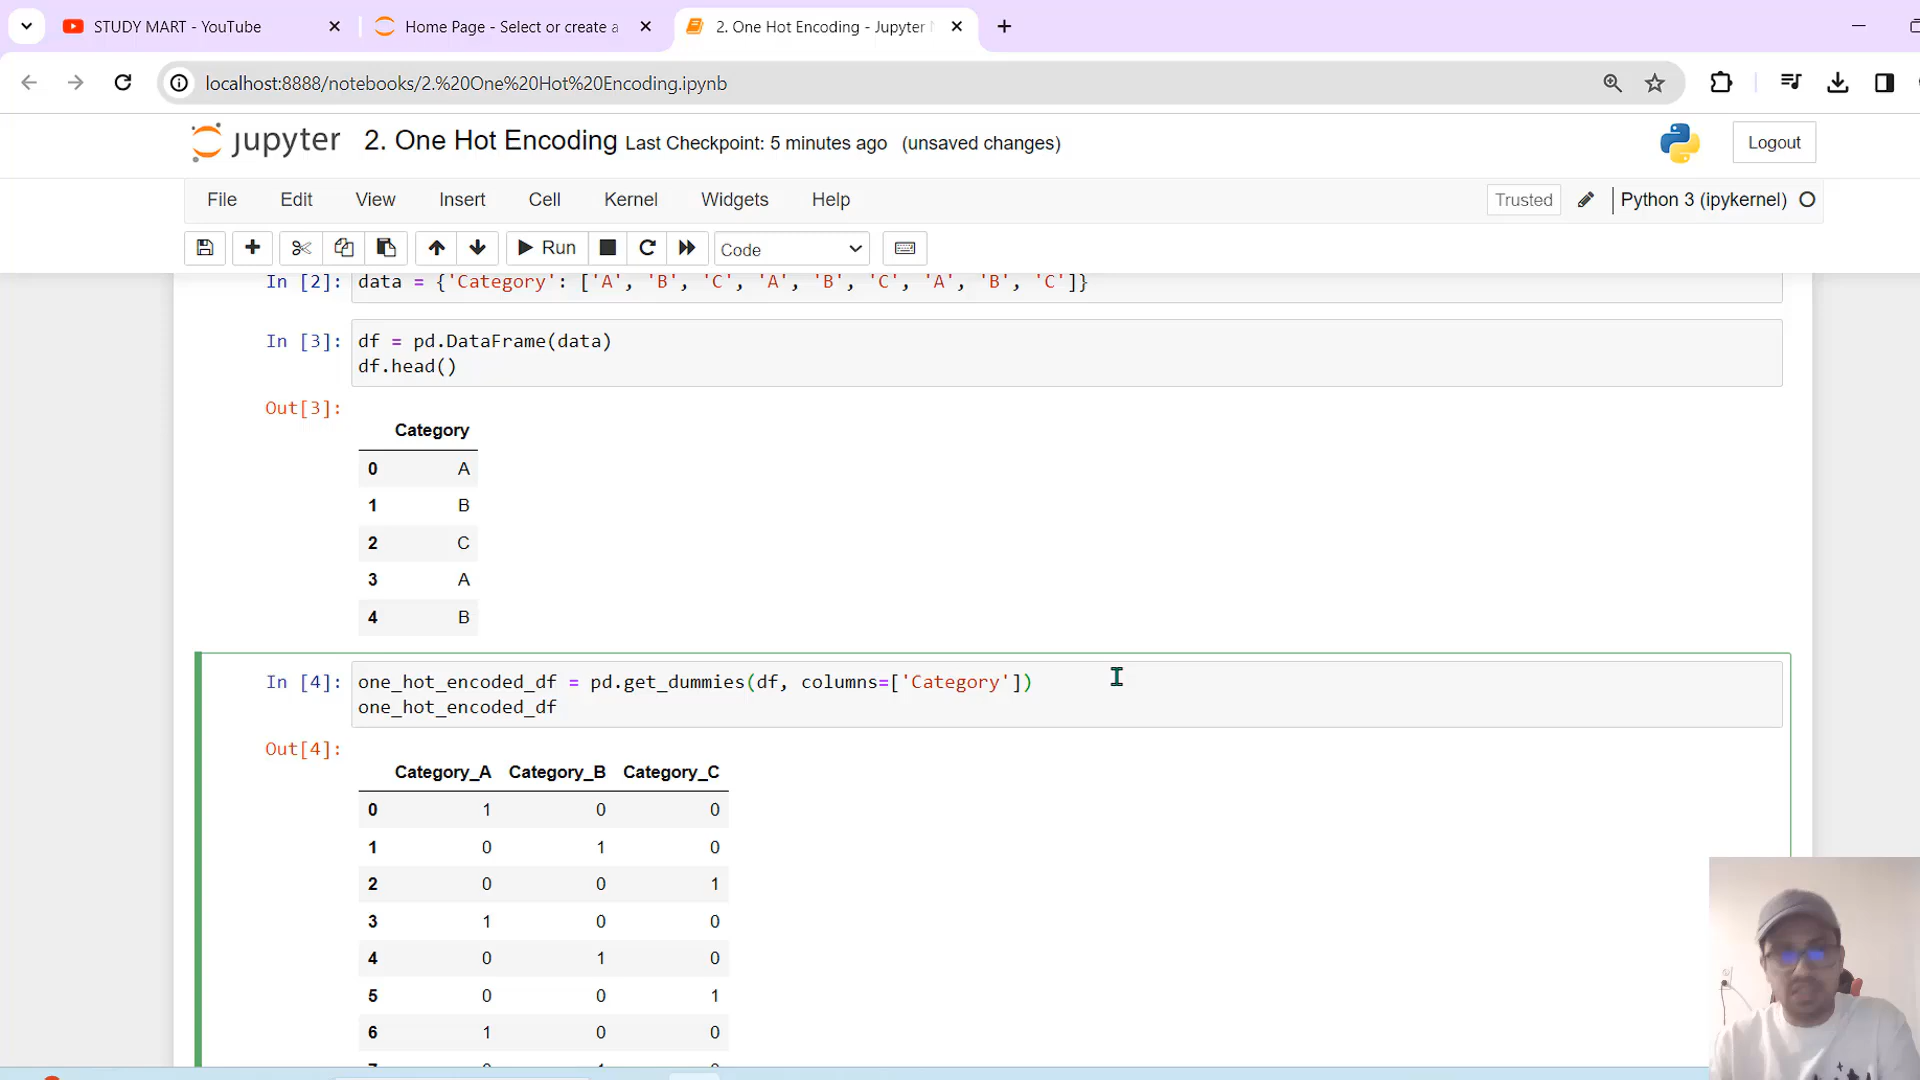 STUDY MART - YouTube
Home Page - Select or create a
2. One Hot Encoding - Jupyter
localhost:8888/notebooks/2.%20One%20Hot%20Encoding.ipynb
jupyter 2. One Hot Encoding Last Checkpoint: 5 minutes ago (unsaved changes)
Logout
File Edit View Insert Cell Kernel Widgets Help
Trusted Python 3 (ipykernel)
Run Code
In [2]: data = {'Category': ['A', 'B', 'C', 'A', 'B', 'C', 'A', 'B', 'C']}
In [3]: df = pd.DataFrame(data)
df.head()
Out[3]:
Category
0 A
1 B
2 C
3 A
4 B
In [4]: one_hot_encoded_df = pd.get_dummies(df, columns=['Category'])
one_hot_encoded_df
Out[4]:
Category_A Category_B Category_C
0 1 0 0
1 0 1 0
2 0 0 1
3 1 0 0
4 0 1 0
5 0 0 1
6 1 0 0